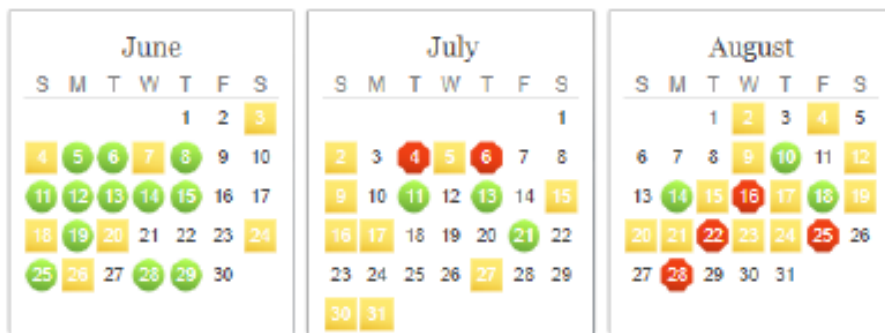 June
S M T W T F S
1 2 3
4 5 6 7 8 9 10
11 12 13 14 15 16 17
18 19 20 21 22 23 24
25 26 27 28 29 30
July
S M T W T F S
1
2 3 4 5 6 7 8
9 10 11 12 13 14 15
16 17 18 19 20 21 22
23 24 25 26 27 28 29
30 31
August
S M T W T F S
1 2 3 4 5
6 7 8 9 10 11 12
13 14 15 16 17 18 19
20 21 22 23 24 25 26
27 28 29 30 31